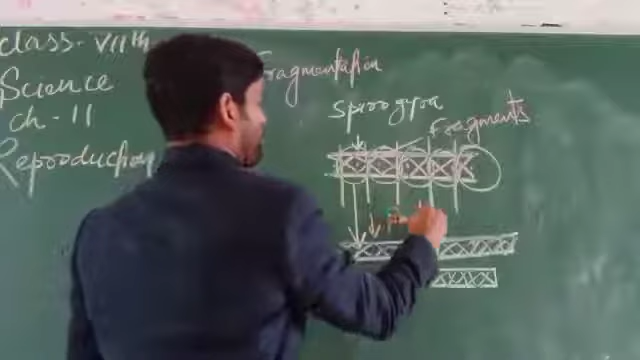 class-VIIth
Science
ch-11
Reproduction
Fragmentation
spirogyra
Fragments